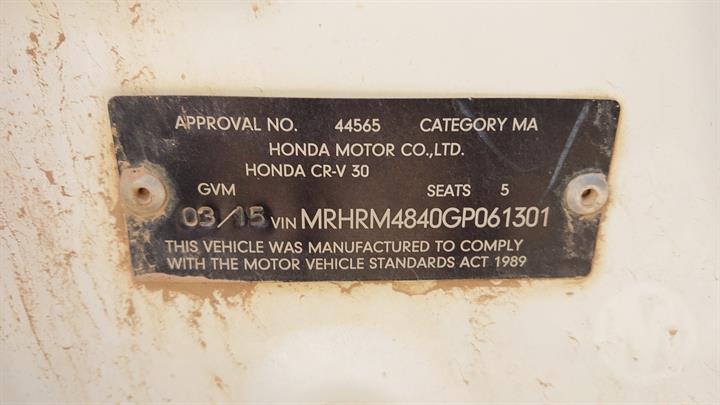 APPROVAL NO. 44565 CATEGORY MA
HONDA MOTOR CO.,LTD.
HONDA CR-V 30
GVM SEATS 5
03/15 VIN MRHRM4840GP061301
THIS VEHICLE WAS MANUFACTURED TO COMPLY
WITH THE MOTOR VEHICLE STANDARDS ACT 1989